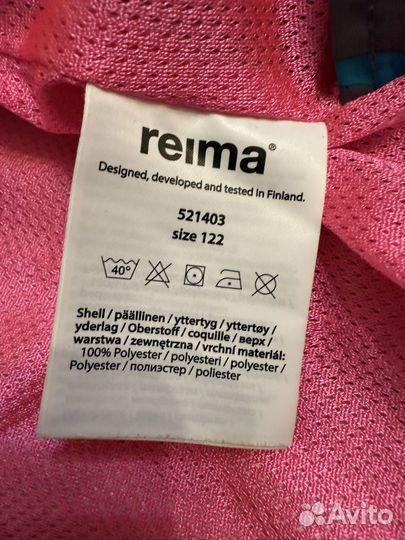 reima®
Designed, developed and tested in Finland.
521403
size 122
40°
Shell / päällinen / yttertyg / yttertøy /
yderlag / Oberstoff / coquille / верх /
warstwa / zewnętrzna / vrchní materiál:
100% Polyester / polyesteri / polyester /
Polyester / полиэстер / poliester
Avito